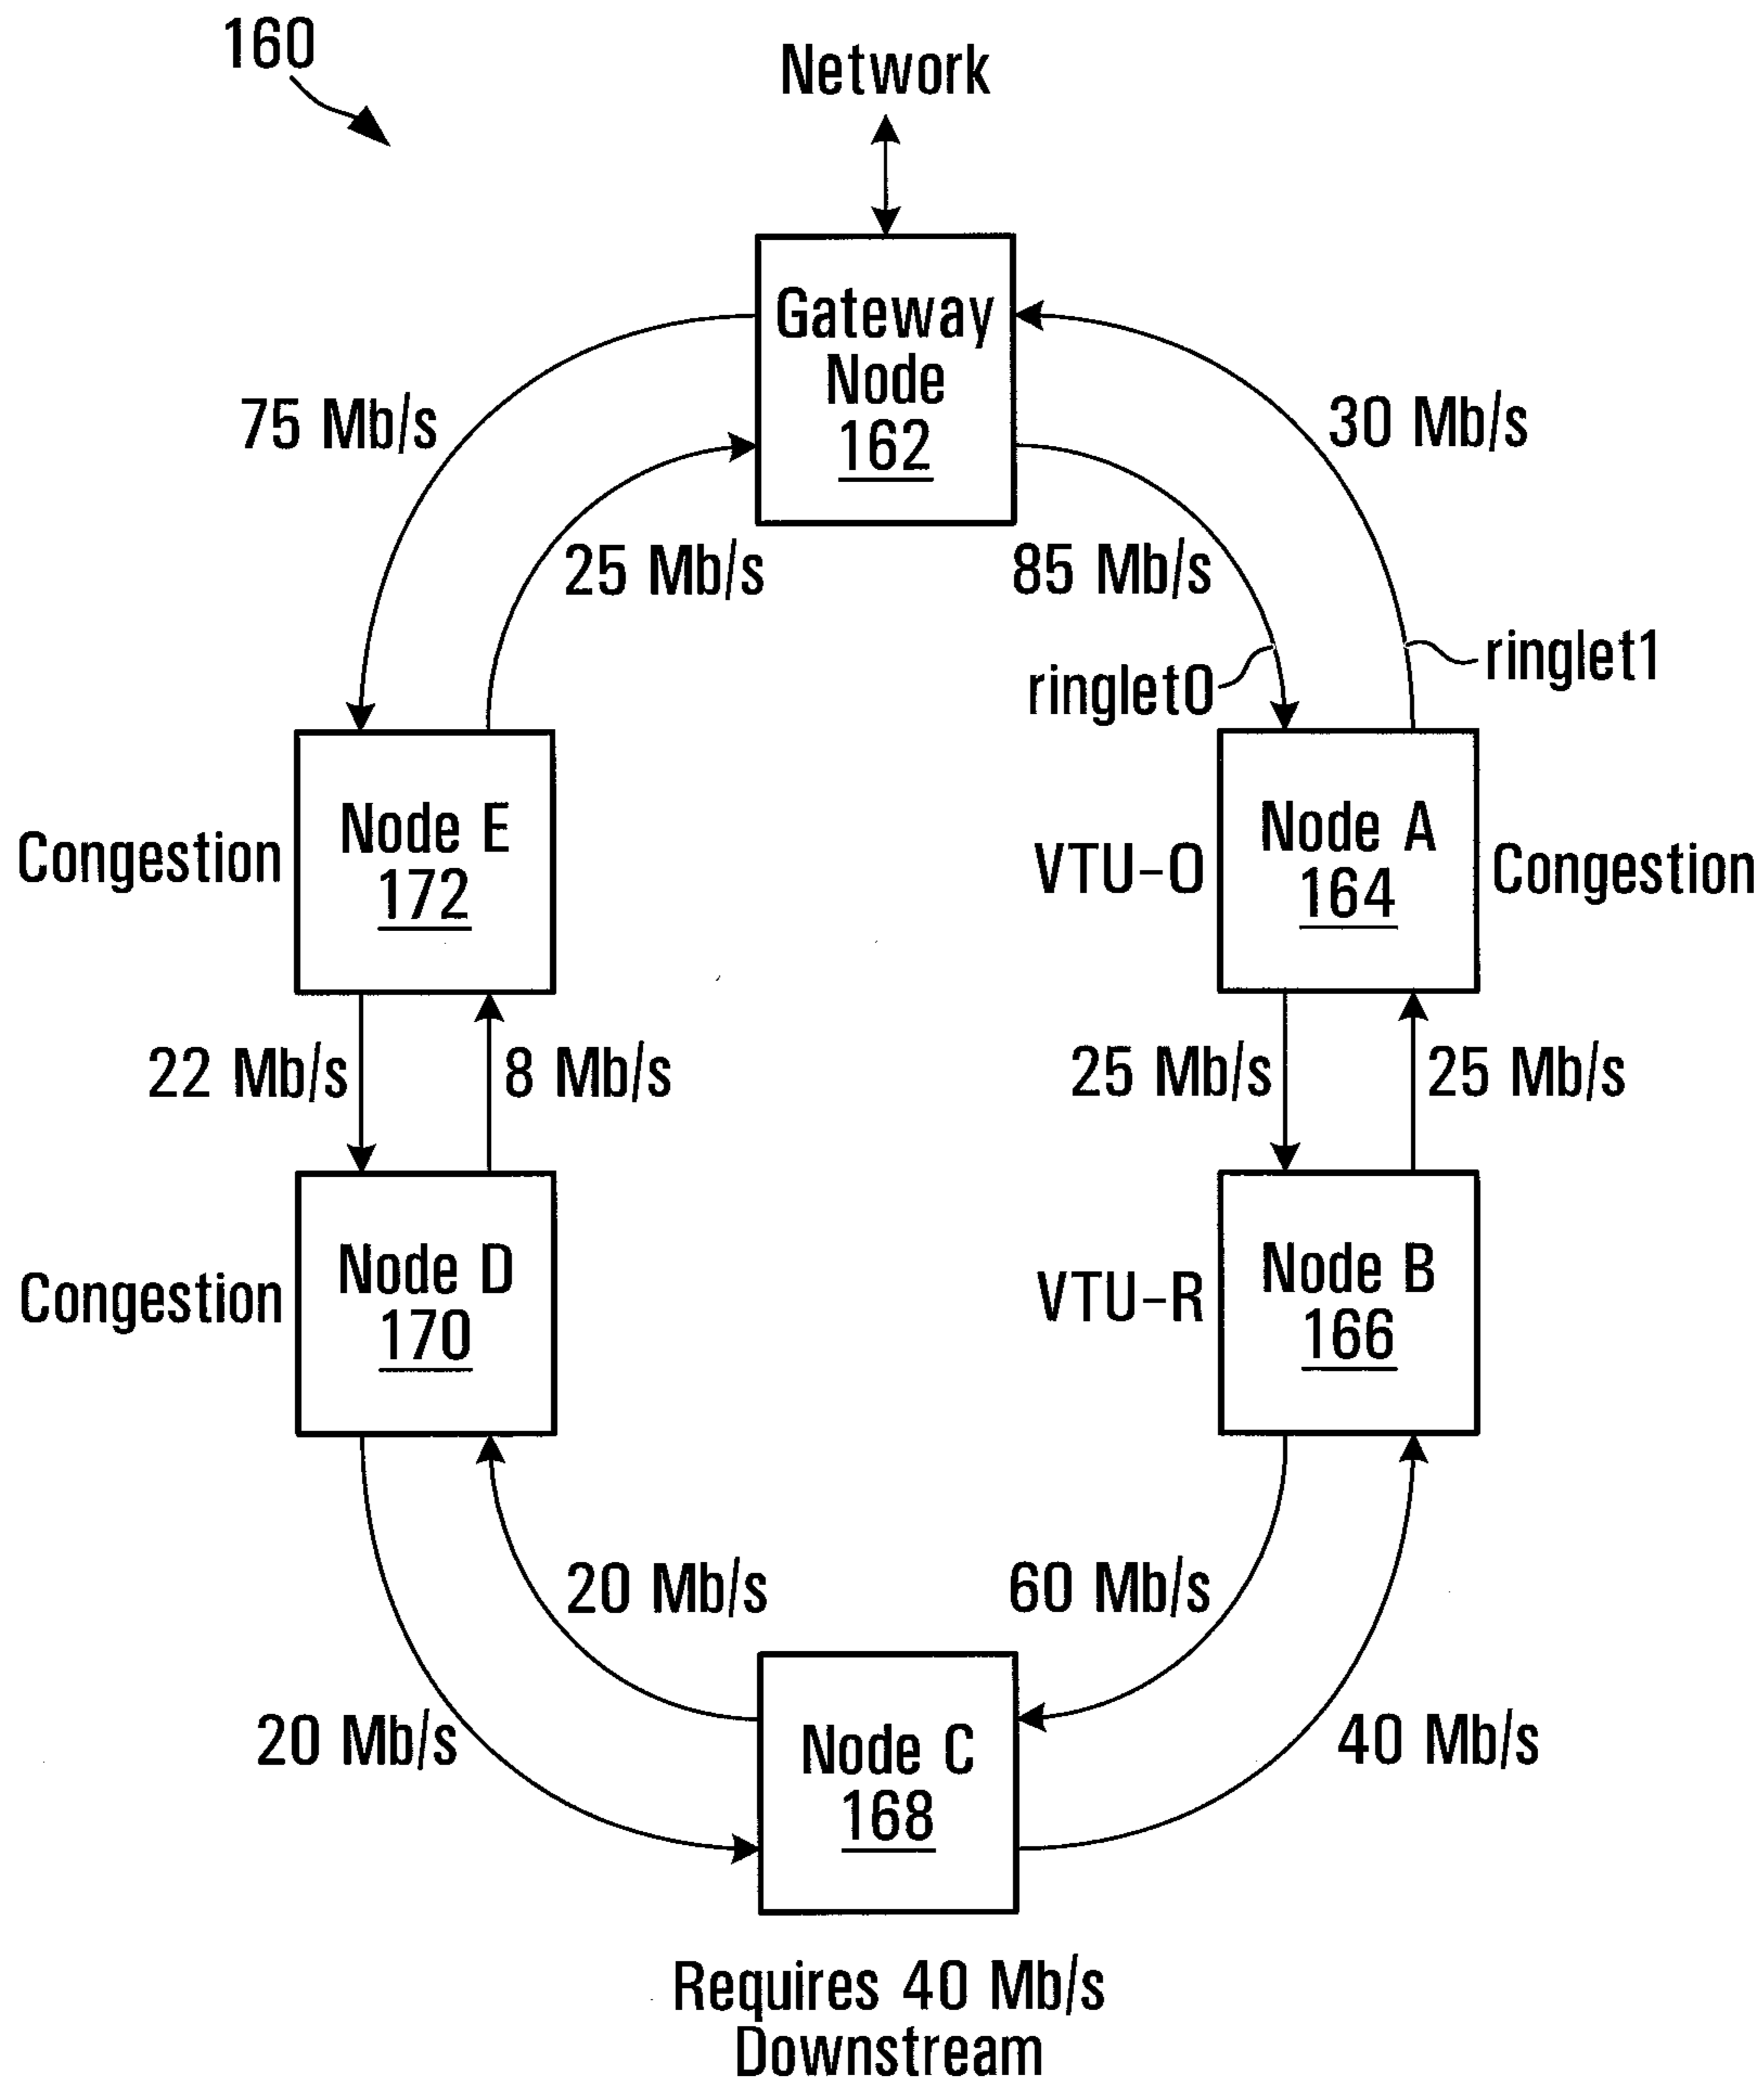 160
Network
Gateway
Node
162
75 Mb/s
30 Mb/s
25 Mb/s
85 Mb/s
ringlet0
ringlet1
Congestion
Node E
172
VTU-O
Node A
164
Congestion
22 Mb/s
8 Mb/s
25 Mb/s
25 Mb/s
Congestion
Node D
170
VTU-R
Node B
166
20 Mb/s
60 Mb/s
20 Mb/s
40 Mb/s
Node C
168
Requires 40 Mb/s
Downstream